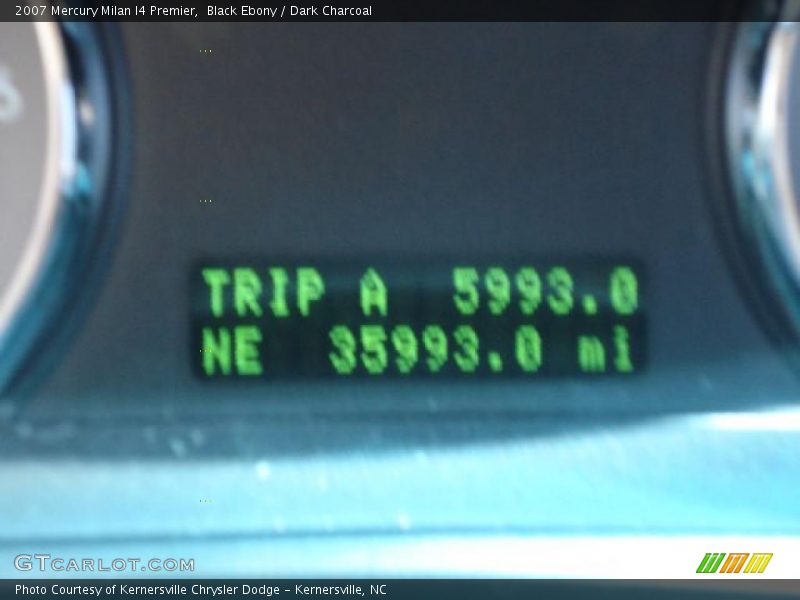 2007 Mercury Milan I4 Premier,  Black Ebony / Dark Charcoal
TRIP A  5993.0
NE  35993.0 mi
GTCARLOT.COM
Photo Courtesy of Kernersville Chrysler Dodge - Kernersville, NC